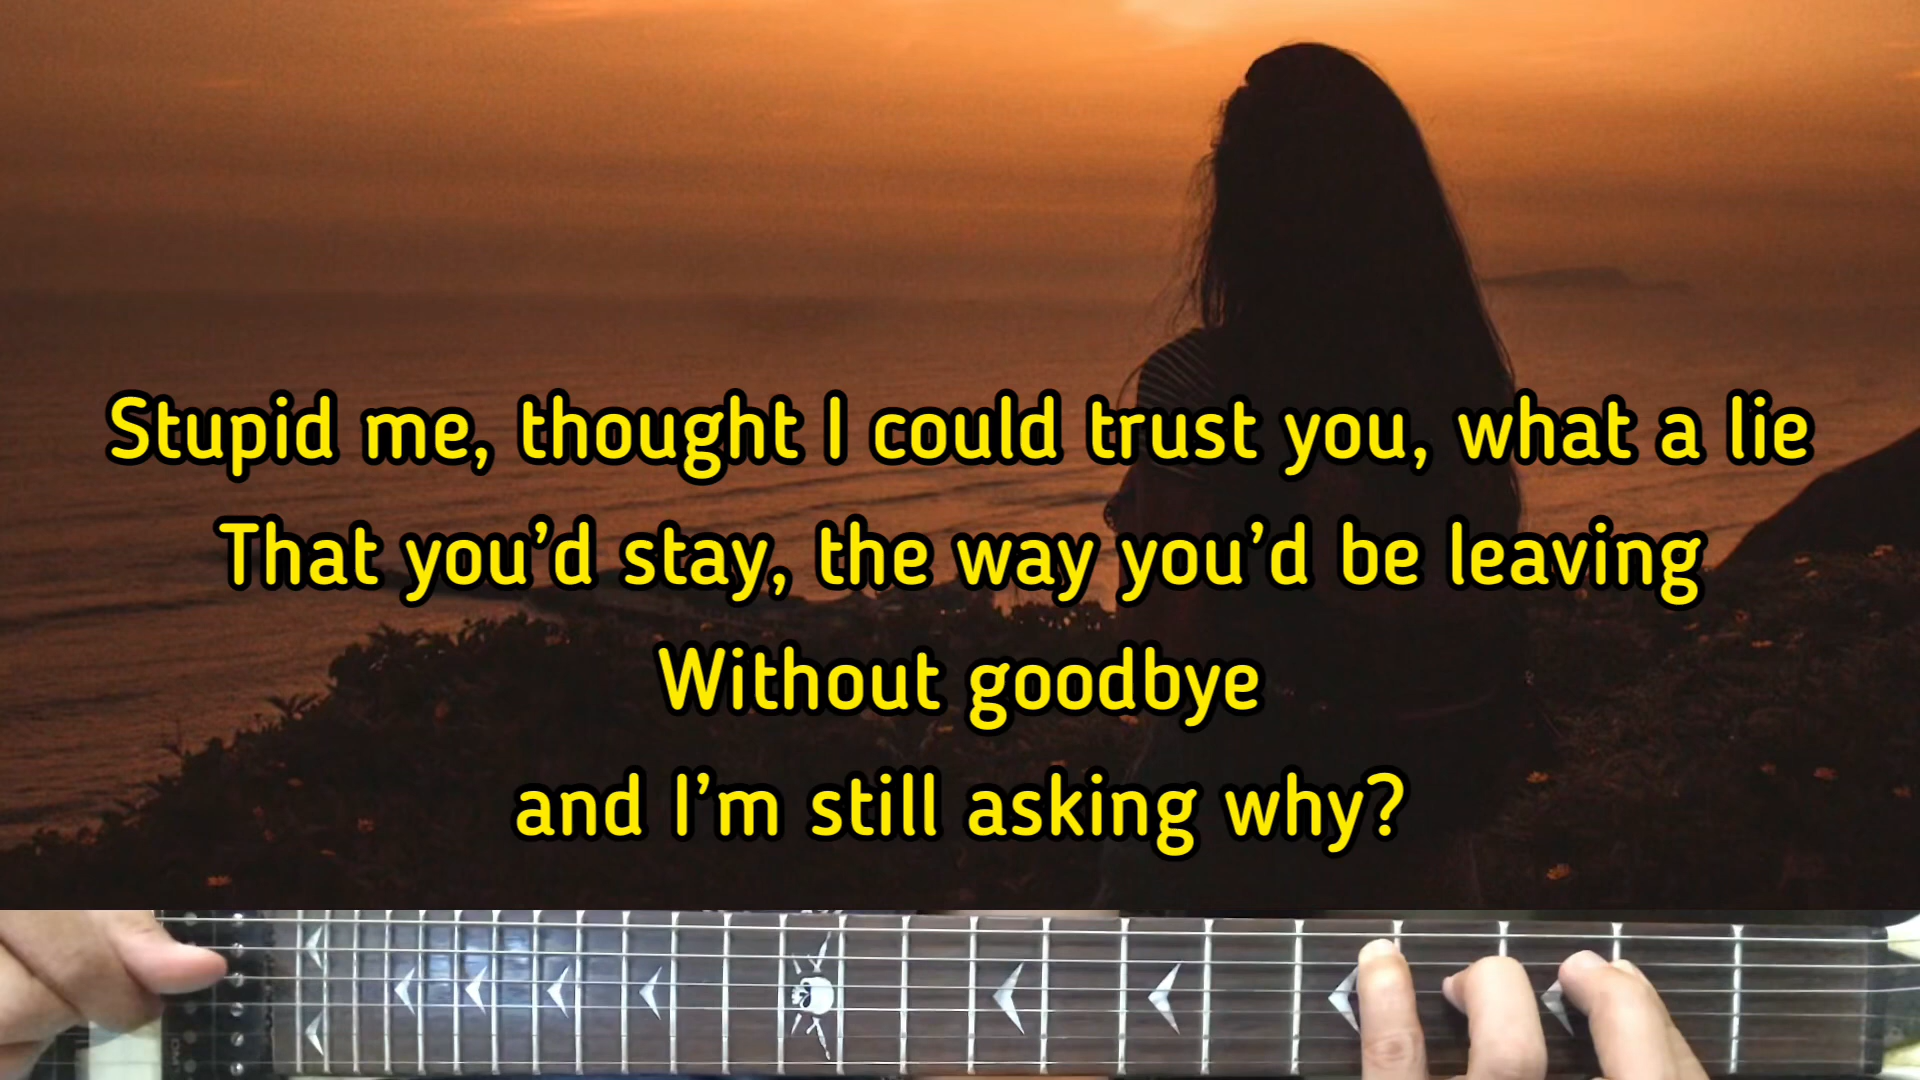 Stupid me, thought I could trust you, what a lie
That you’d stay, the way you’d be leaving
Without goodbye
and I’m still asking why?